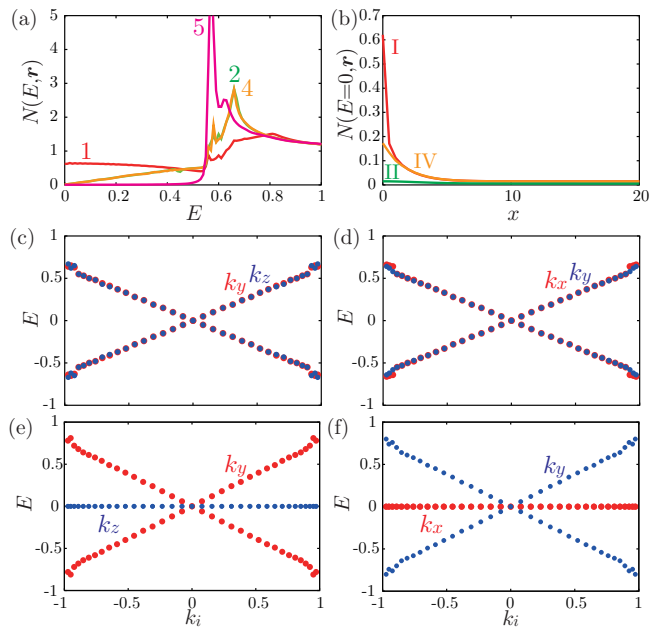 (a)
N(E,r)
5
4
3
2
1
0
0 0.2 0.4 0.6 0.8 1
E
1
5
2
4
(b)
N(E=0,r)
0.7
0.6
0.5
0.4
0.3
0.2
0.1
0
0 10 20
x
I
IV
II
(c)
E
1
0.5
0
-0.5
-1
ky kz
(d)
E
1
0.5
0
-0.5
-1
kx ky
(e)
E
1
0.5
0
-0.5
-1
-1 -0.5 0 0.5 1
ki
ky
kz
(f)
E
1
0.5
0
-0.5
-1
-1 -0.5 0 0.5 1
ki
ky
kx